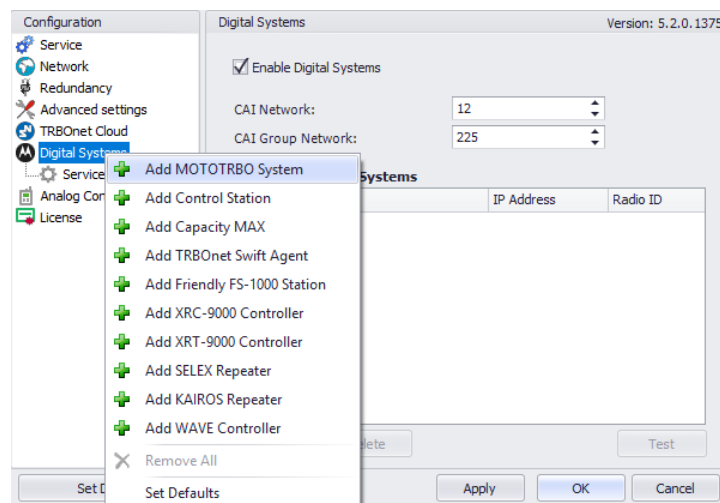 Configuration
Service
Network
Redundancy
Advanced settings
TRBOnet Cloud
Digital Systems
Service
Analog Con
License
Set D
Digital Systems
Version: 5.2.0.1375
Enable Digital Systems
CAI Network:
12
CAI Group Network:
225
Systems
IP Address
Radio ID
Add MOTOTRBO System
Add Control Station
Add Capacity MAX
Add TRBOnet Swift Agent
Add Friendly FS-1000 Station
Add XRC-9000 Controller
Add XRT-9000 Controller
Add SELEX Repeater
Add KAIROS Repeater
Add WAVE Controller
Remove All
Set Defaults
lete
Test
Apply
OK
Cancel